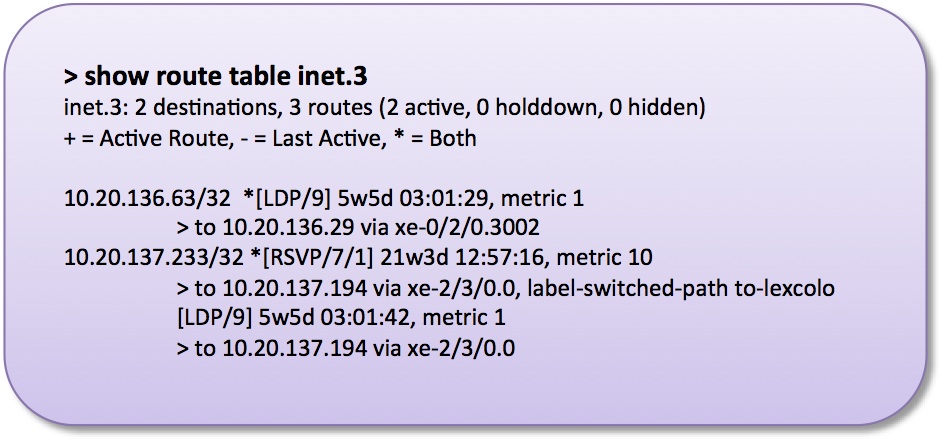 > show route table inet.3
inet.3: 2 destinations, 3 routes (2 active, 0 holddown, 0 hidden)
+ = Active Route, - = Last Active, * = Both
10.20.136.63/32 *[LDP/9] 5w5d 03:01:29, metric 1
> to 10.20.136.29 via xe-0/2/0.3002
10.20.137.233/32 *[RSVP/7/1] 21w3d 12:57:16, metric 10
> to 10.20.137.194 via xe-2/3/0.0, label-switched-path to-lexcolo
[LDP/9] 5w5d 03:01:42, metric 1
> to 10.20.137.194 via xe-2/3/0.0